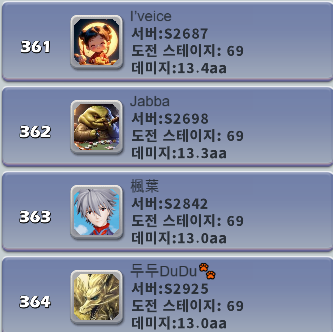 361
I'veice
서버:S2687
도전 스테이지: 69
데미지:13.4aa
362
Jabba
서버:S2698
도전 스테이지: 69
데미지:13.3aa
363
楓葉
서버:S2842
도전 스테이지: 69
데미지:13.0aa
364
두두DuDu🐾
서버:S2925
도전 스테이지: 69
데미지:13.0aa